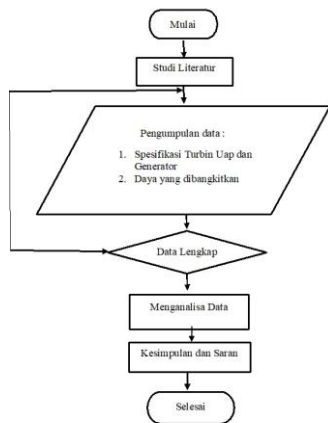 Mulai
Studi Literatur
Pengumpulan data :
1. Spesifikasi Turbin Uap dan
Generator
2. Daya yang dibangkitkan
Data Lengkap
Menganalisa Data
Kesimpulan dan Saran
Selesai